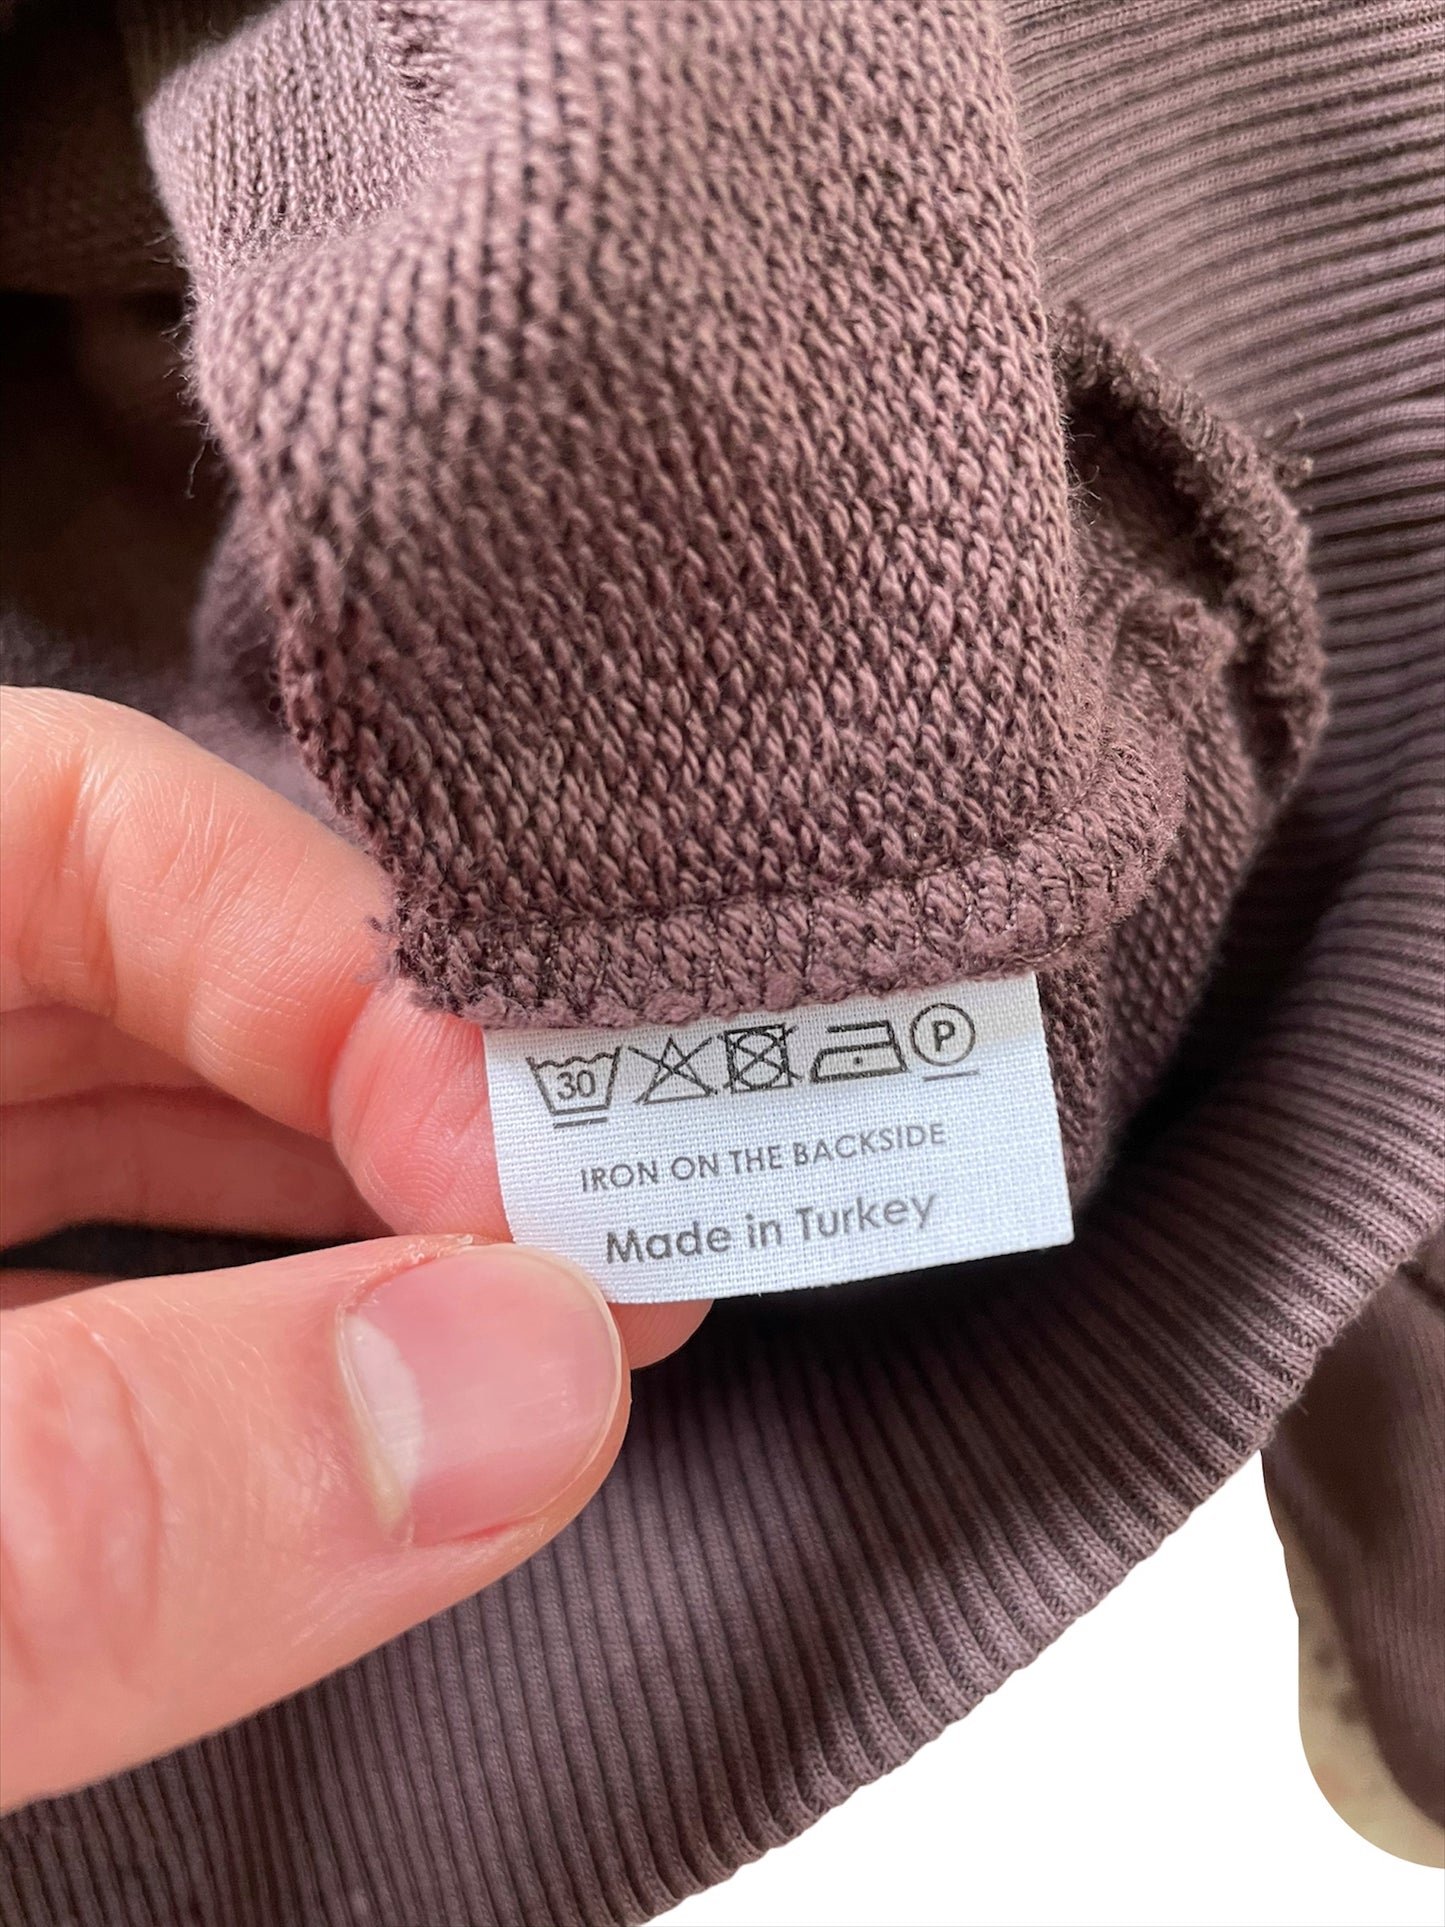 30 P
IRON ON THE BACKSIDE
Made in Turkey